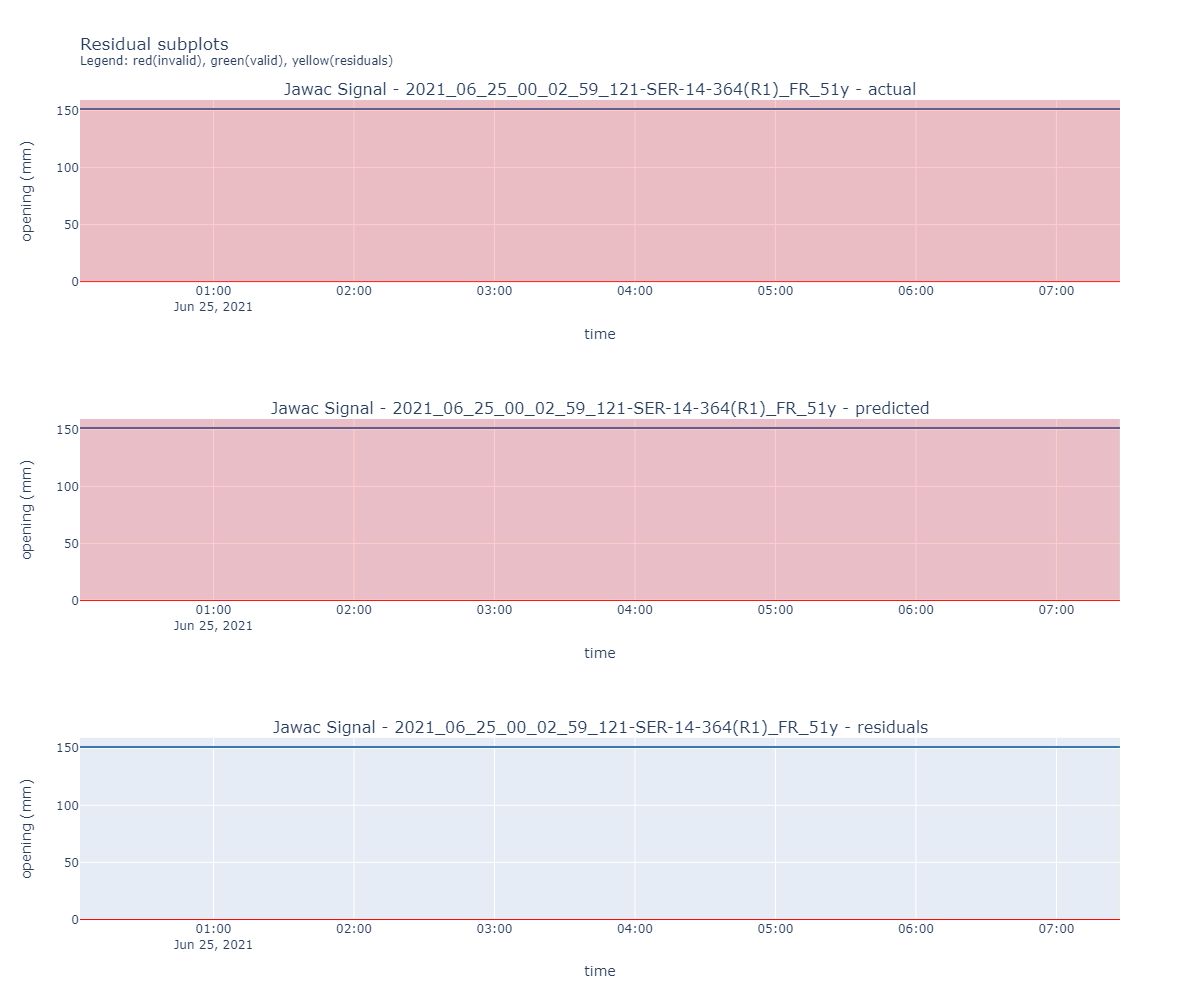 Residual subplots
Legend: red(invalid), green(valid), yellow(residuals)
Jawac Signal - 2021_06_25_00_02_59_121-SER-14-364(R1)_FR_51y - actual
150
100
50
0
opening (mm)
01:00 02:00 03:00 04:00 05:00 06:00 07:00
Jun 25, 2021
time
Jawac Signal - 2021_06_25_00_02_59_121-SER-14-364(R1)_FR_51y - predicted
150
100
50
0
opening (mm)
01:00 02:00 03:00 04:00 05:00 06:00 07:00
Jun 25, 2021
time
Jawac Signal - 2021_06_25_00_02_59_121-SER-14-364(R1)_FR_51y - residuals
150
100
50
0
opening (mm)
01:00 02:00 03:00 04:00 05:00 06:00 07:00
Jun 25, 2021
time